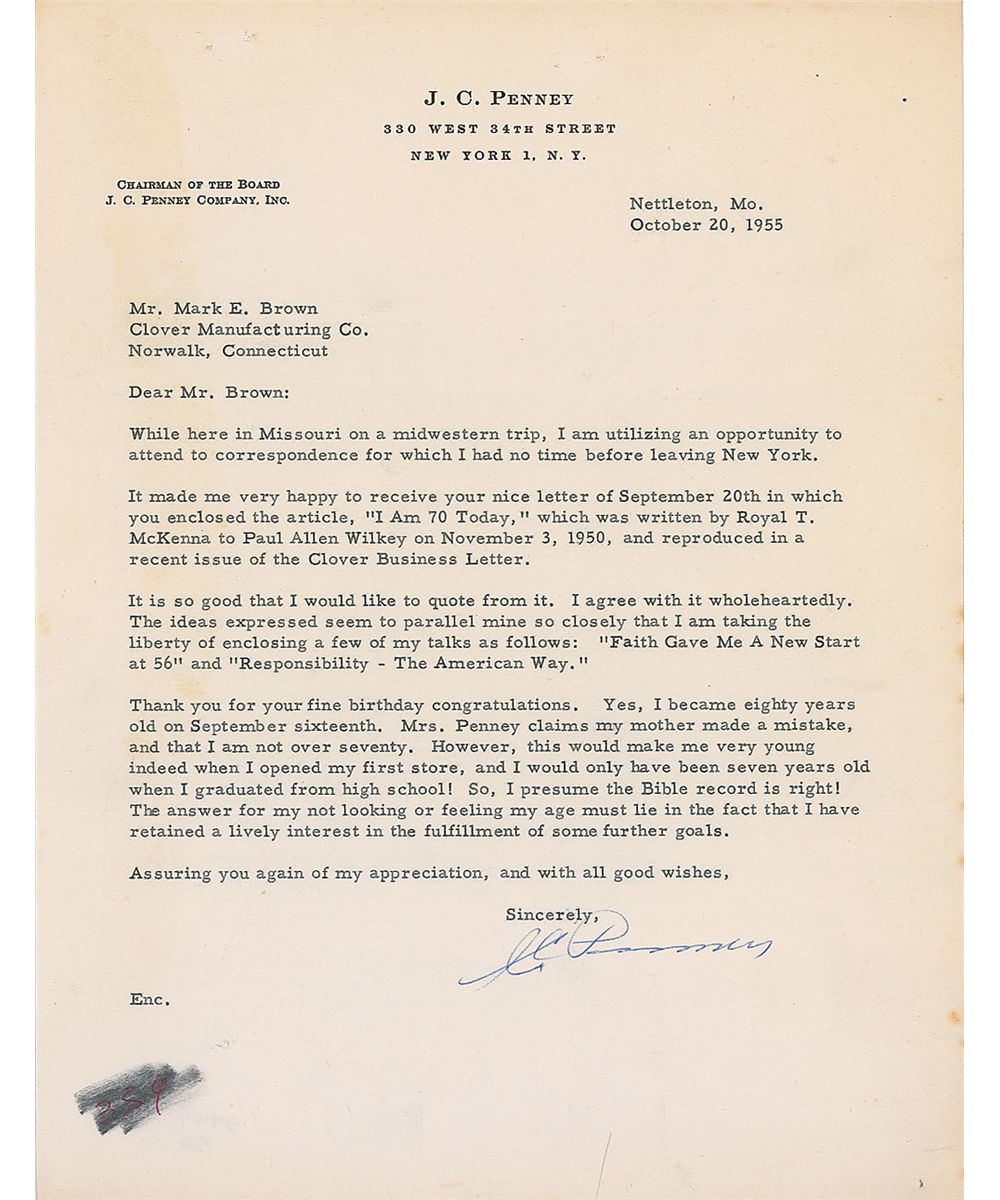 J. C. PENNEY
330 WEST 34TH STREET
NEW YORK 1, N. Y.
CHAIRMAN OF THE BOARD
J. C. PENNEY COMPANY, INC.
Nettleton, Mo.
October 20, 1955
Mr. Mark E. Brown
Clover Manufacturing Co.
Norwalk, Connecticut
Dear Mr. Brown:
While here in Missouri on a midwestern trip, I am utilizing an opportunity to
attend to correspondence for which I had no time before leaving New York.
It made me very happy to receive your nice letter of September 20th in which
you enclosed the article, "I Am 70 Today," which was written by Royal T.
McKenna to Paul Allen Wilkey on November 3, 1950, and reproduced in a
recent issue of the Clover Business Letter.
It is so good that I would like to quote from it. I agree with it wholeheartedly.
The ideas expressed seem to parallel mine so closely that I am taking the
liberty of enclosing a few of my talks as follows: "Faith Gave Me A New Start
at 56" and "Responsibility - The American Way."
Thank you for your fine birthday congratulations. Yes, I became eighty years
old on September sixteenth. Mrs. Penney claims my mother made a mistake,
and that I am not over seventy. However, this would make me very young
indeed when I opened my first store, and I would only have been seven years old
when I graduated from high school! So, I presume the Bible record is right!
The answer for my not looking or feeling my age must lie in the fact that I have
retained a lively interest in the fulfillment of some further goals.
Assuring you again of my appreciation, and with all good wishes,
Sincerely,
J C Penney
Enc.